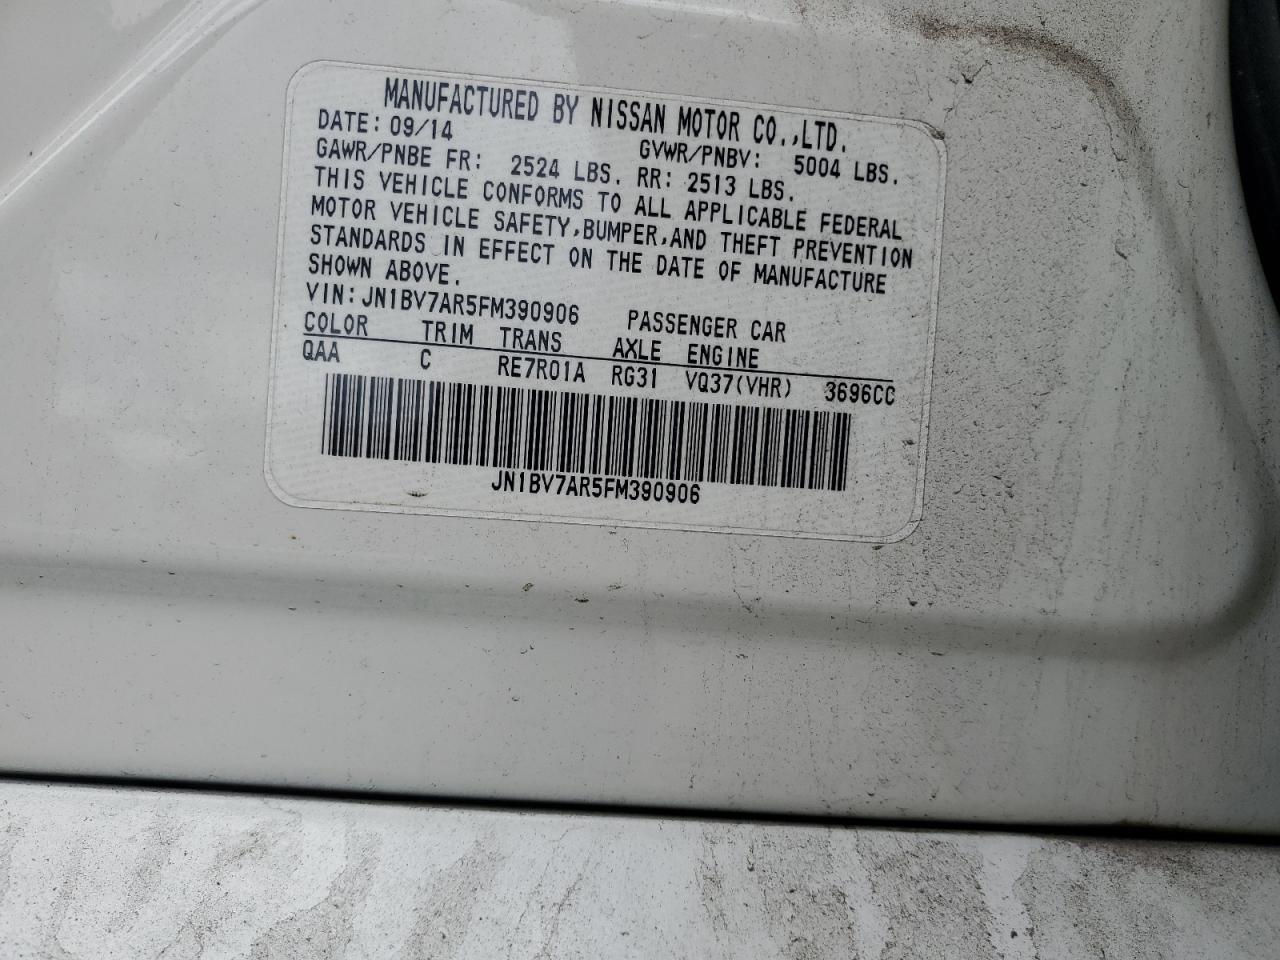 MANUFACTURED BY NISSAN MOTOR CO.,LTD.
DATE: 09/14 GVWR/PNBV: 5004 LBS.
GAWR/PNBE FR: 2524 LBS. RR: 2513 LBS.
THIS VEHICLE CONFORMS TO ALL APPLICABLE FEDERAL
MOTOR VEHICLE SAFETY,BUMPER,AND THEFT PREVENTION
STANDARDS IN EFFECT ON THE DATE OF MANUFACTURE
SHOWN ABOVE.
VIN:JN1BV7AR5FM390906 PASSENGER CAR
COLOR TRIM TRANS AXLE ENGINE
QAA C RE7R01A RG31 VQ37(VHR) 3696CC
JN1BV7AR5FM390906